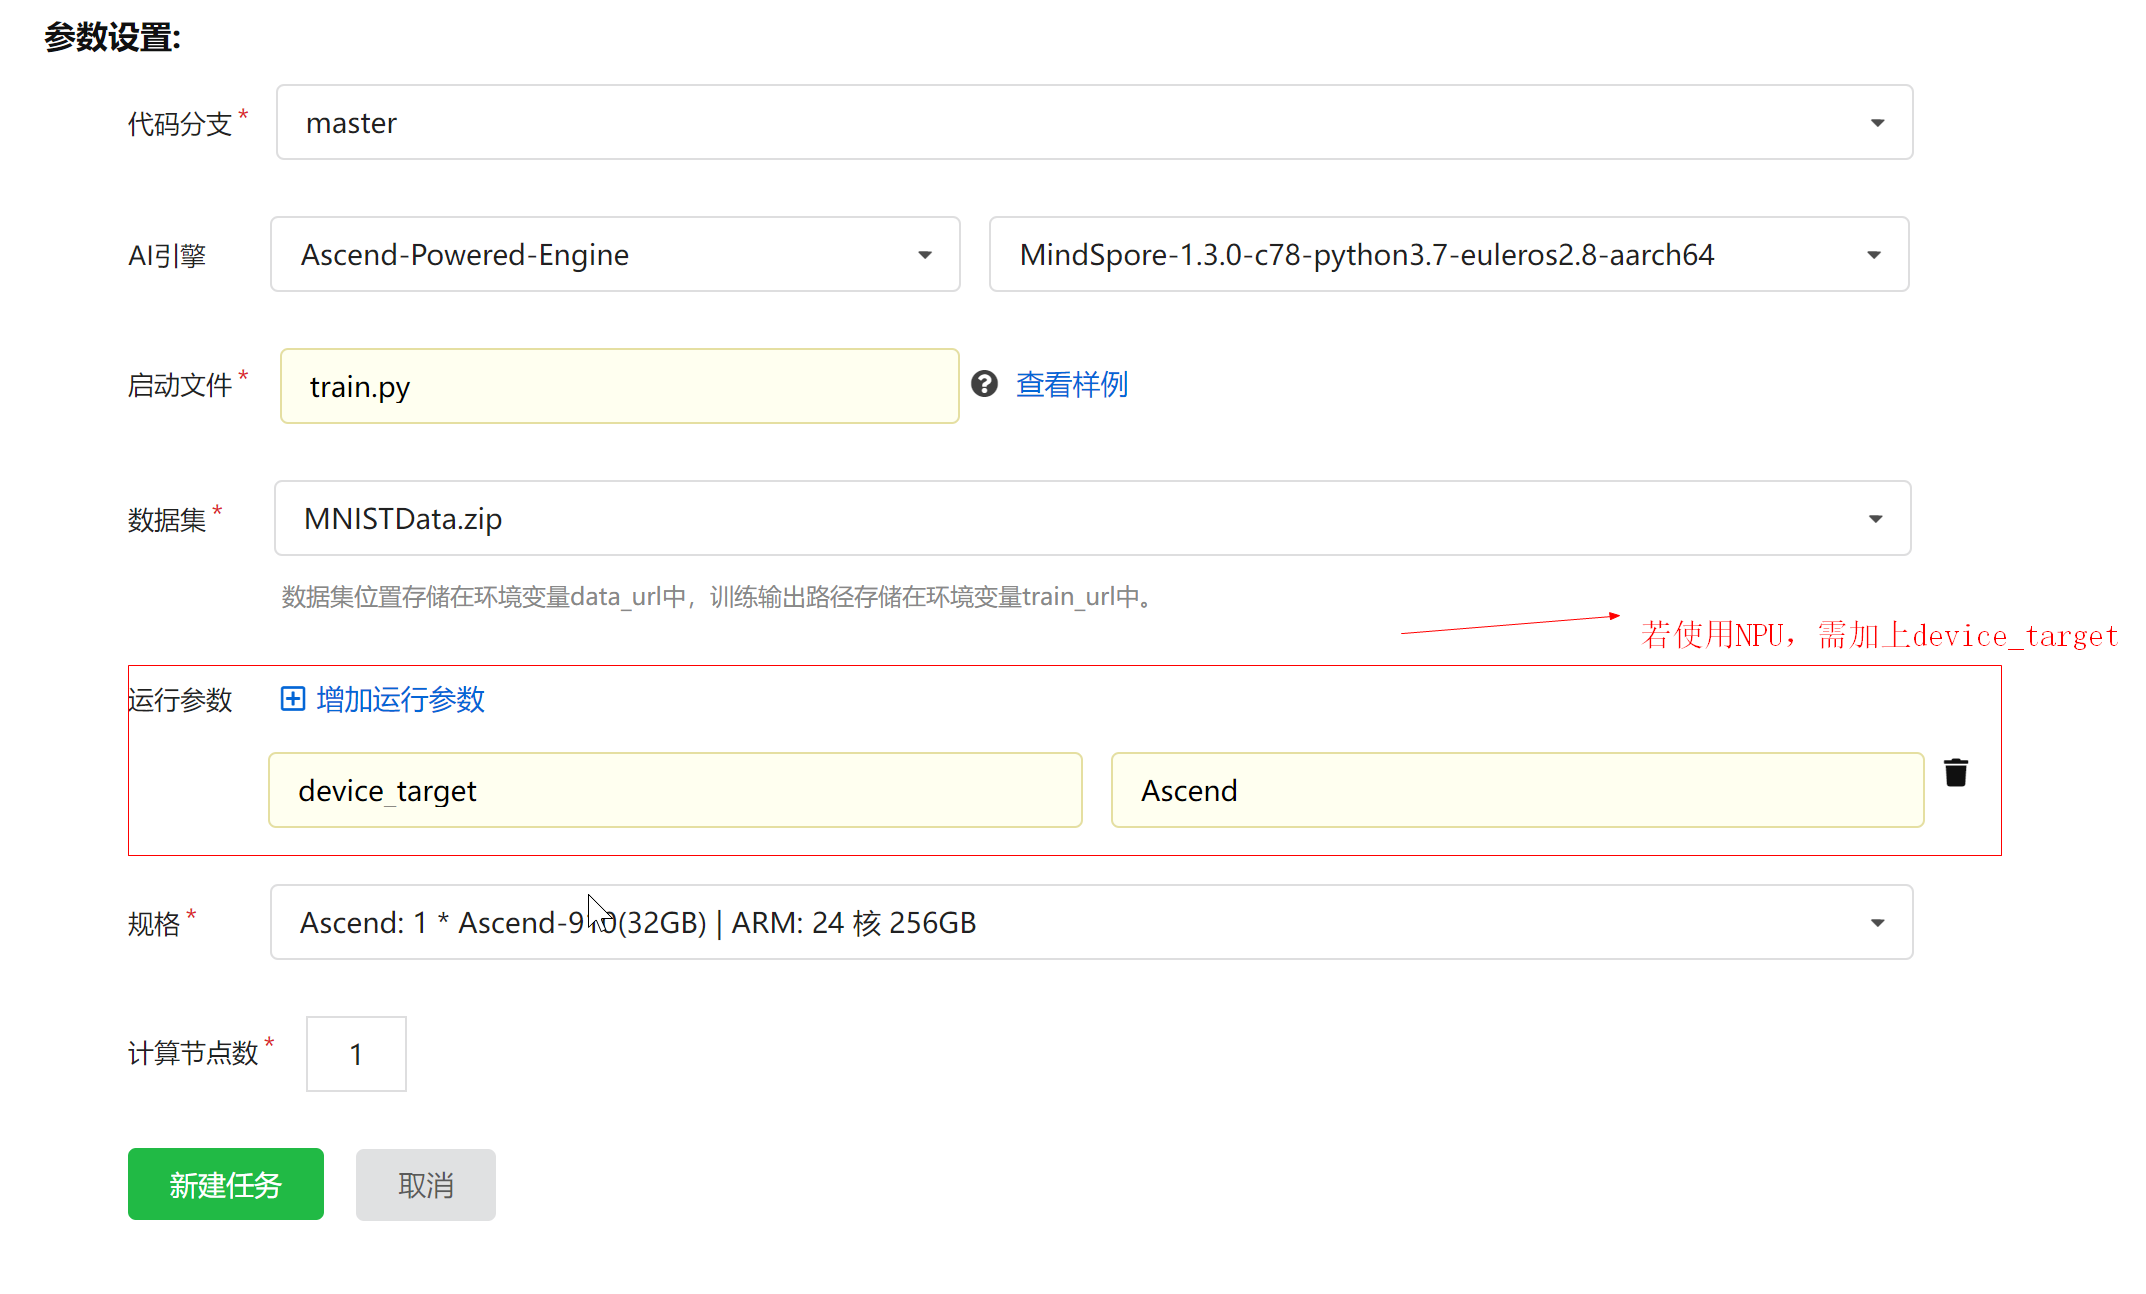 参数设置:
代码分支* master
AI引擎 Ascend-Powered-Engine MindSpore-1.3.0-c78-python3.7-euleros2.8-aarch64
启动文件* train.py 查看样例
数据集* MNISTData.zip
数据集位置存储在环境变量data_url中，训练输出路径存储在环境变量train_url中。
若使用NPU，需加上device_target
运行参数 增加运行参数
device_target Ascend
规格* Ascend: 1 * Ascend-910(32GB) | ARM: 24 核 256GB
计算节点数* 1
新建任务 取消